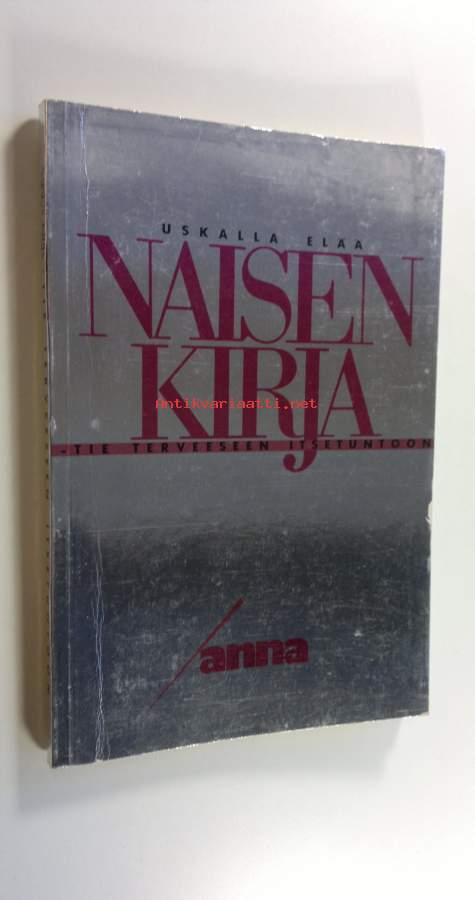 USKALLA ELÄÄ
NAISEN
KIRJA
Antikvariaatti.net
-TIE TERVEESEEN ITSETUNTOON
anna